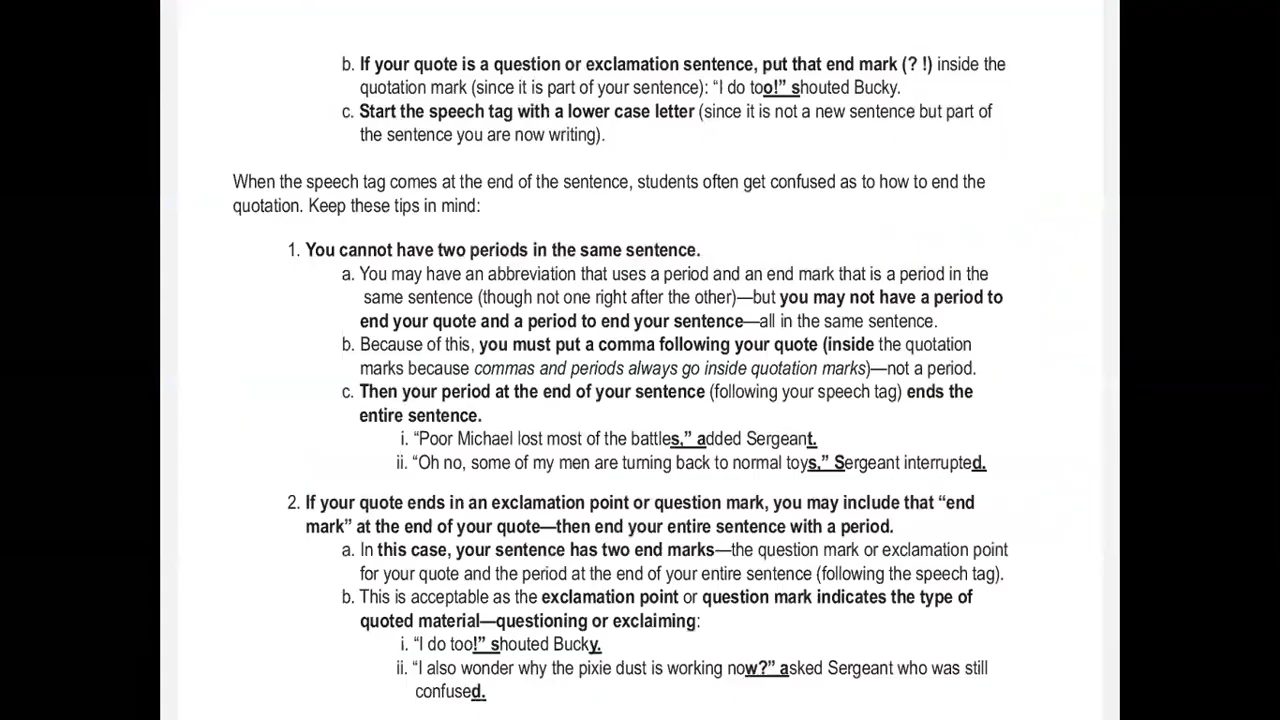 b. If your quote is a question or exclamation sentence, put that end mark (? !) inside the
quotation mark (since it is part of your sentence): “I do too!” shouted Bucky.
c. Start the speech tag with a lower case letter (since it is not a new sentence but part of
the sentence you are now writing).
When the speech tag comes at the end of the sentence, students often get confused as to how to end the
quotation. Keep these tips in mind:
1. You cannot have two periods in the same sentence.
a. You may have an abbreviation that uses a period and an end mark that is a period in the
same sentence (though not one right after the other)—but you may not have a period to
end your quote and a period to end your sentence—all in the same sentence.
b. Because of this, you must put a comma following your quote (inside the quotation
marks because commas and periods always go inside quotation marks)—not a period.
c. Then your period at the end of your sentence (following your speech tag) ends the
entire sentence.
i. “Poor Michael lost most of the battles,” added Sergeant.
ii. “Oh no, some of my men are turning back to normal toys,” Sergeant interrupted.
2. If your quote ends in an exclamation point or question mark, you may include that “end
mark” at the end of your quote—then end your entire sentence with a period.
a. In this case, your sentence has two end marks—the question mark or exclamation point
for your quote and the period at the end of your entire sentence (following the speech tag).
b. This is acceptable as the exclamation point or question mark indicates the type of
quoted material—questioning or exclaiming:
i. “I do too!” shouted Bucky.
ii. “I also wonder why the pixie dust is working now?” asked Sergeant who was still
confused.